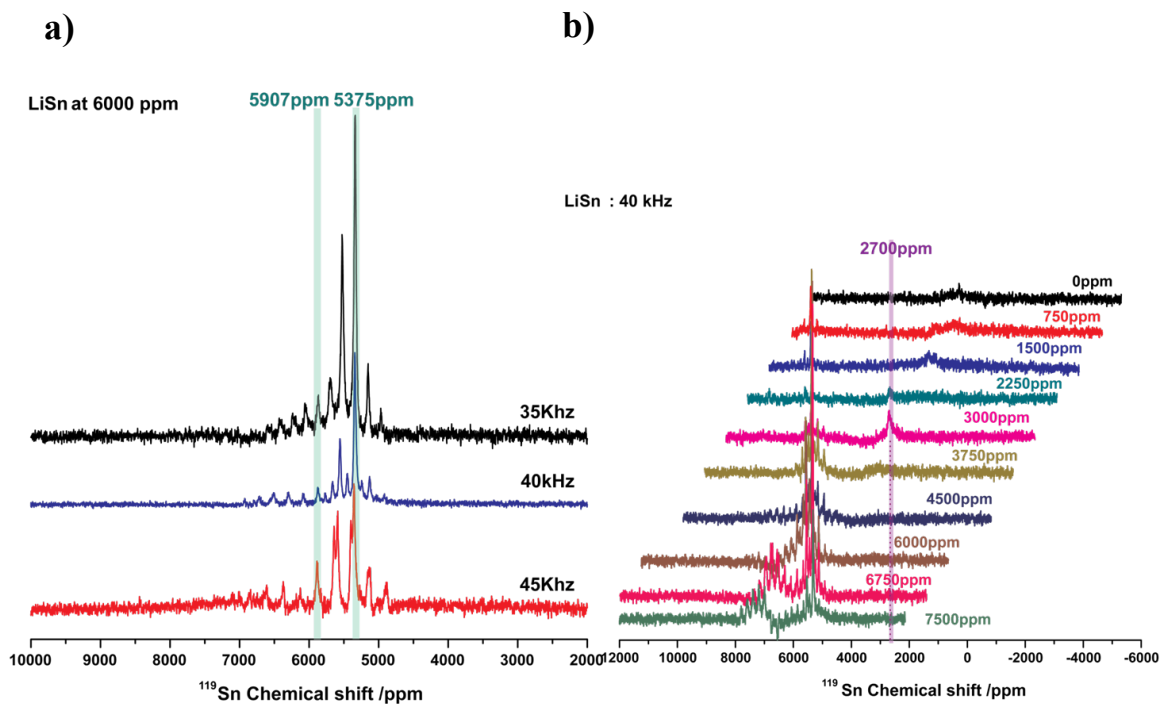 a)
LiSn at 6000 ppm
5907ppm 5375ppm
35Khz
40kHz
45Khz
10000 9000 8000 7000 6000 5000 4000 3000 2000
¹¹⁹Sn Chemical shift /ppm
b)
LiSn : 40 kHz
2700ppm
0ppm
750ppm
1500ppm
2250ppm
3000ppm
3750ppm
4500ppm
6000ppm
6750ppm
7500ppm
12000 10000 8000 6000 4000 2000 0 -2000 -4000 -6000
¹¹⁹Sn Chemical shift /ppm